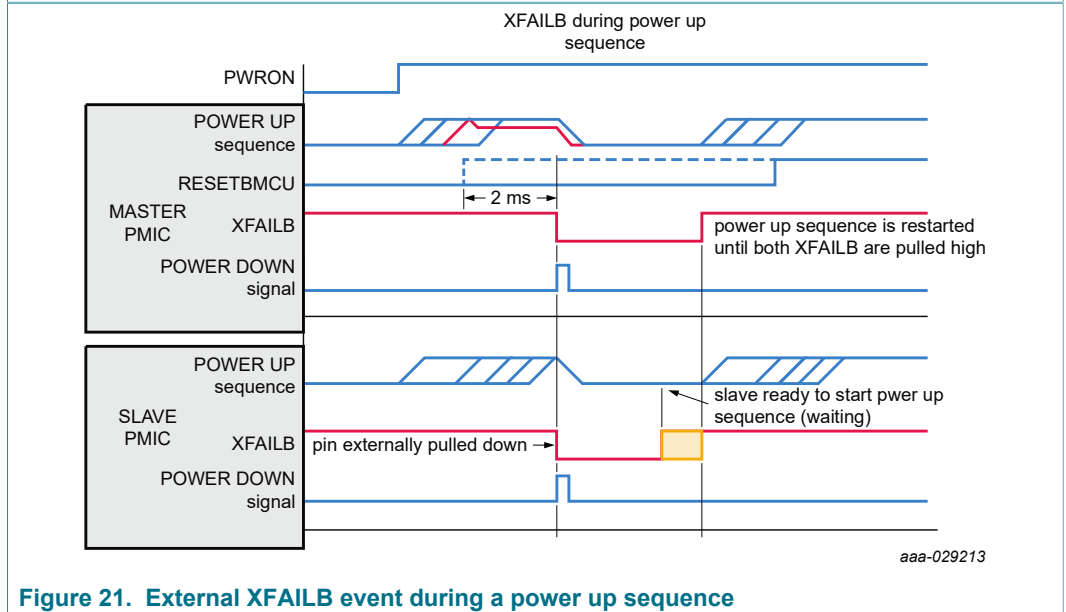 XFAILB during power up
sequence
PWRON
POWER UP
sequence
RESETBMCU
2 ms
MASTER
PMIC
XFAILB
power up sequence is restarted
until both XFAILB are pulled high
POWER DOWN
signal
POWER UP
sequence
slave ready to start pwer up
sequence (waiting)
SLAVE
PMIC
XFAILB
pin externally pulled down
POWER DOWN
signal
aaa-029213
Figure 21. External XFAILB event during a power up sequence